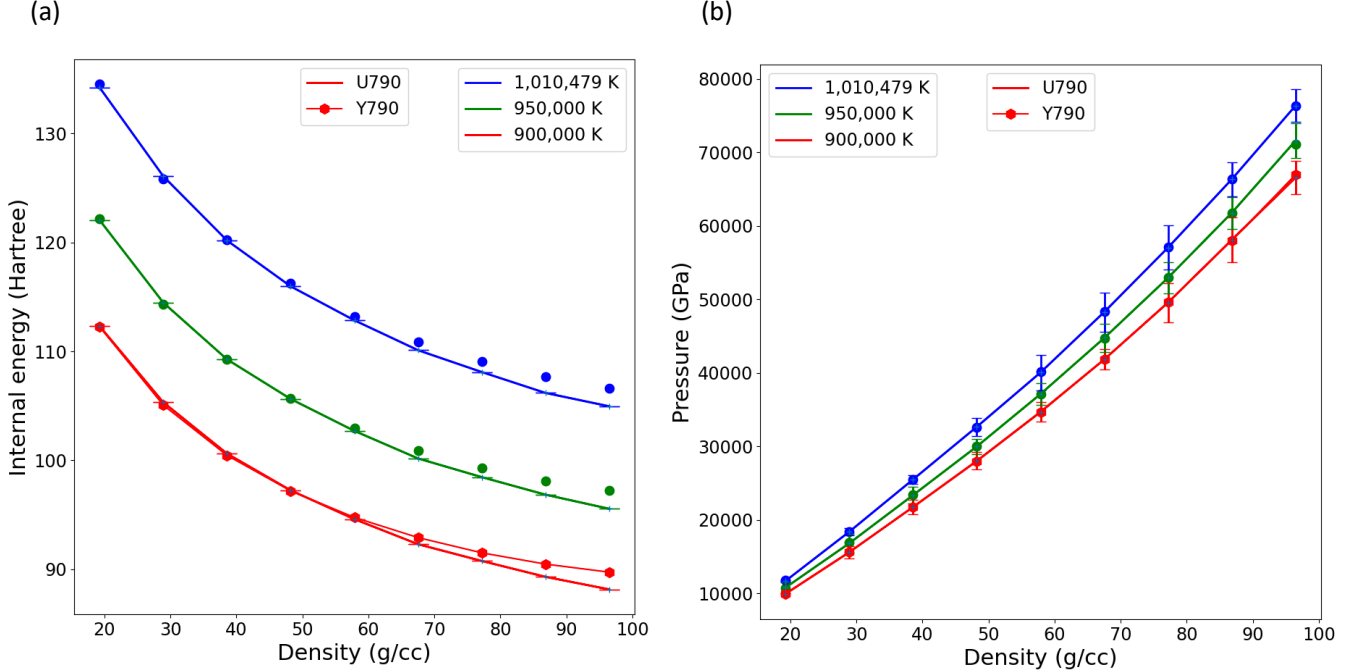 (a)
U790
Y790
1,010,479 K
950,000 K
900,000 K
130
120
110
100
90
Internal energy (Hartree)
20 30 40 50 60 70 80 90 100
Density (g/cc)
(b)
1,010,479 K
950,000 K
900,000 K
U790
Y790
80000
70000
60000
50000
40000
30000
20000
10000
Pressure (GPa)
20 30 40 50 60 70 80 90 100
Density (g/cc)